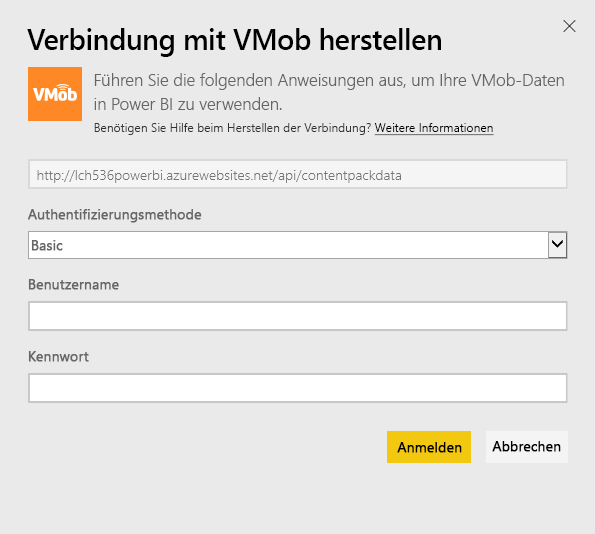 Verbindung mit VMob herstellen
VMob
Führen Sie die folgenden Anweisungen aus, um Ihre VMob-Daten
in Power BI zu verwenden.
Benötigen Sie Hilfe beim Herstellen der Verbindung? Weitere Informationen
http://lch536powerbi.azurewebsites.net/api/contentpackdata
Authentifizierungsmethode
Basic
Benutzername
Kennwort
Anmelden Abbrechen